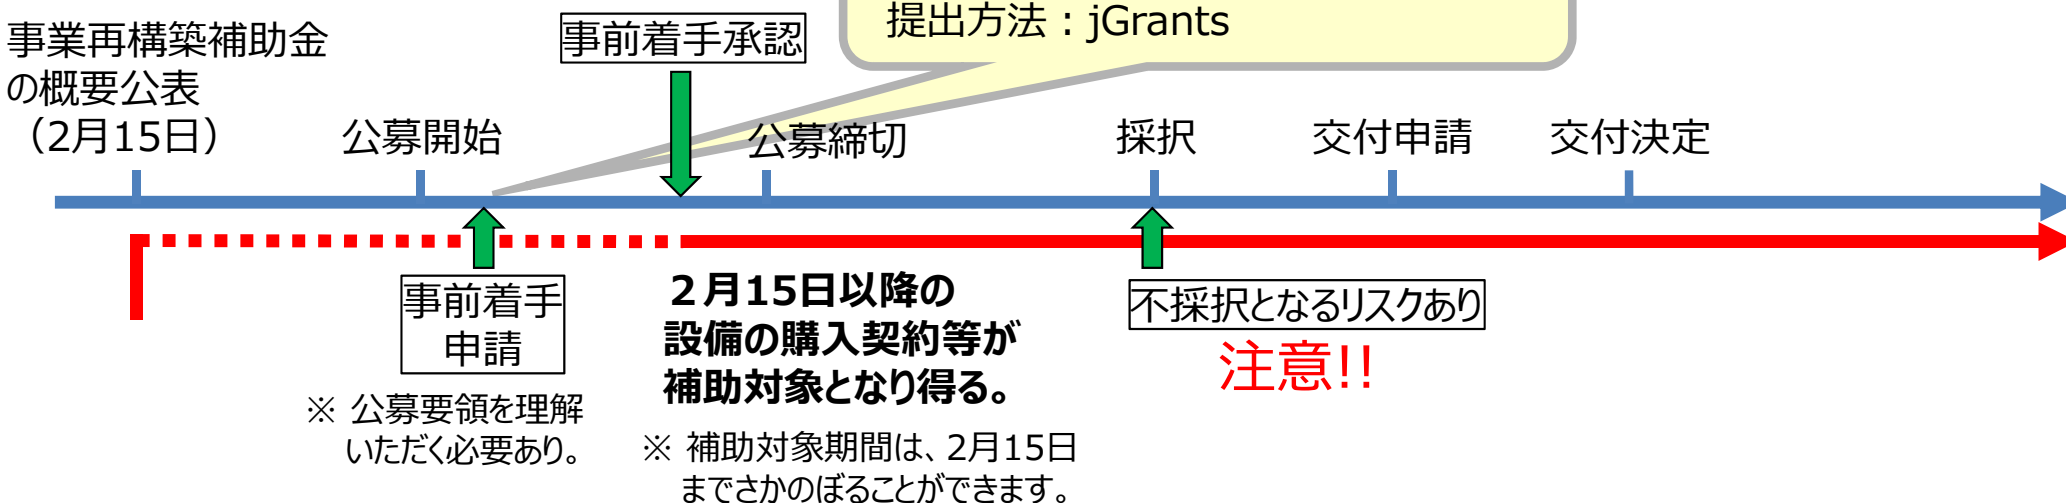 提出方法：jGrants
事前着手承認
事業再構築補助金
の概要公表
（2月15日）
公募開始
公募締切
採択
交付申請
交付決定
事前着手
申請
※ 公募要領を理解
いただく必要あり。
２月15日以降の
設備の購入契約等が
補助対象となり得る。
※ 補助対象期間は、2月15日
までさかのぼることができます。
不採択となるリスクあり
注意!!